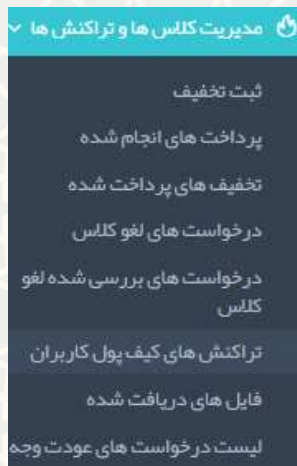 مدیریت کلاس ها و تراکنش ها
ثبت تخفیف
پرداخت های انجام شده
تخفیف های پرداخت شده
درخواست های لغو کلاس
درخواست های بررسی شده لغو
کلاس
تراکنش های کیف پول کاربران
فایل های دریافت شده
لیست درخواست های عودت وجه